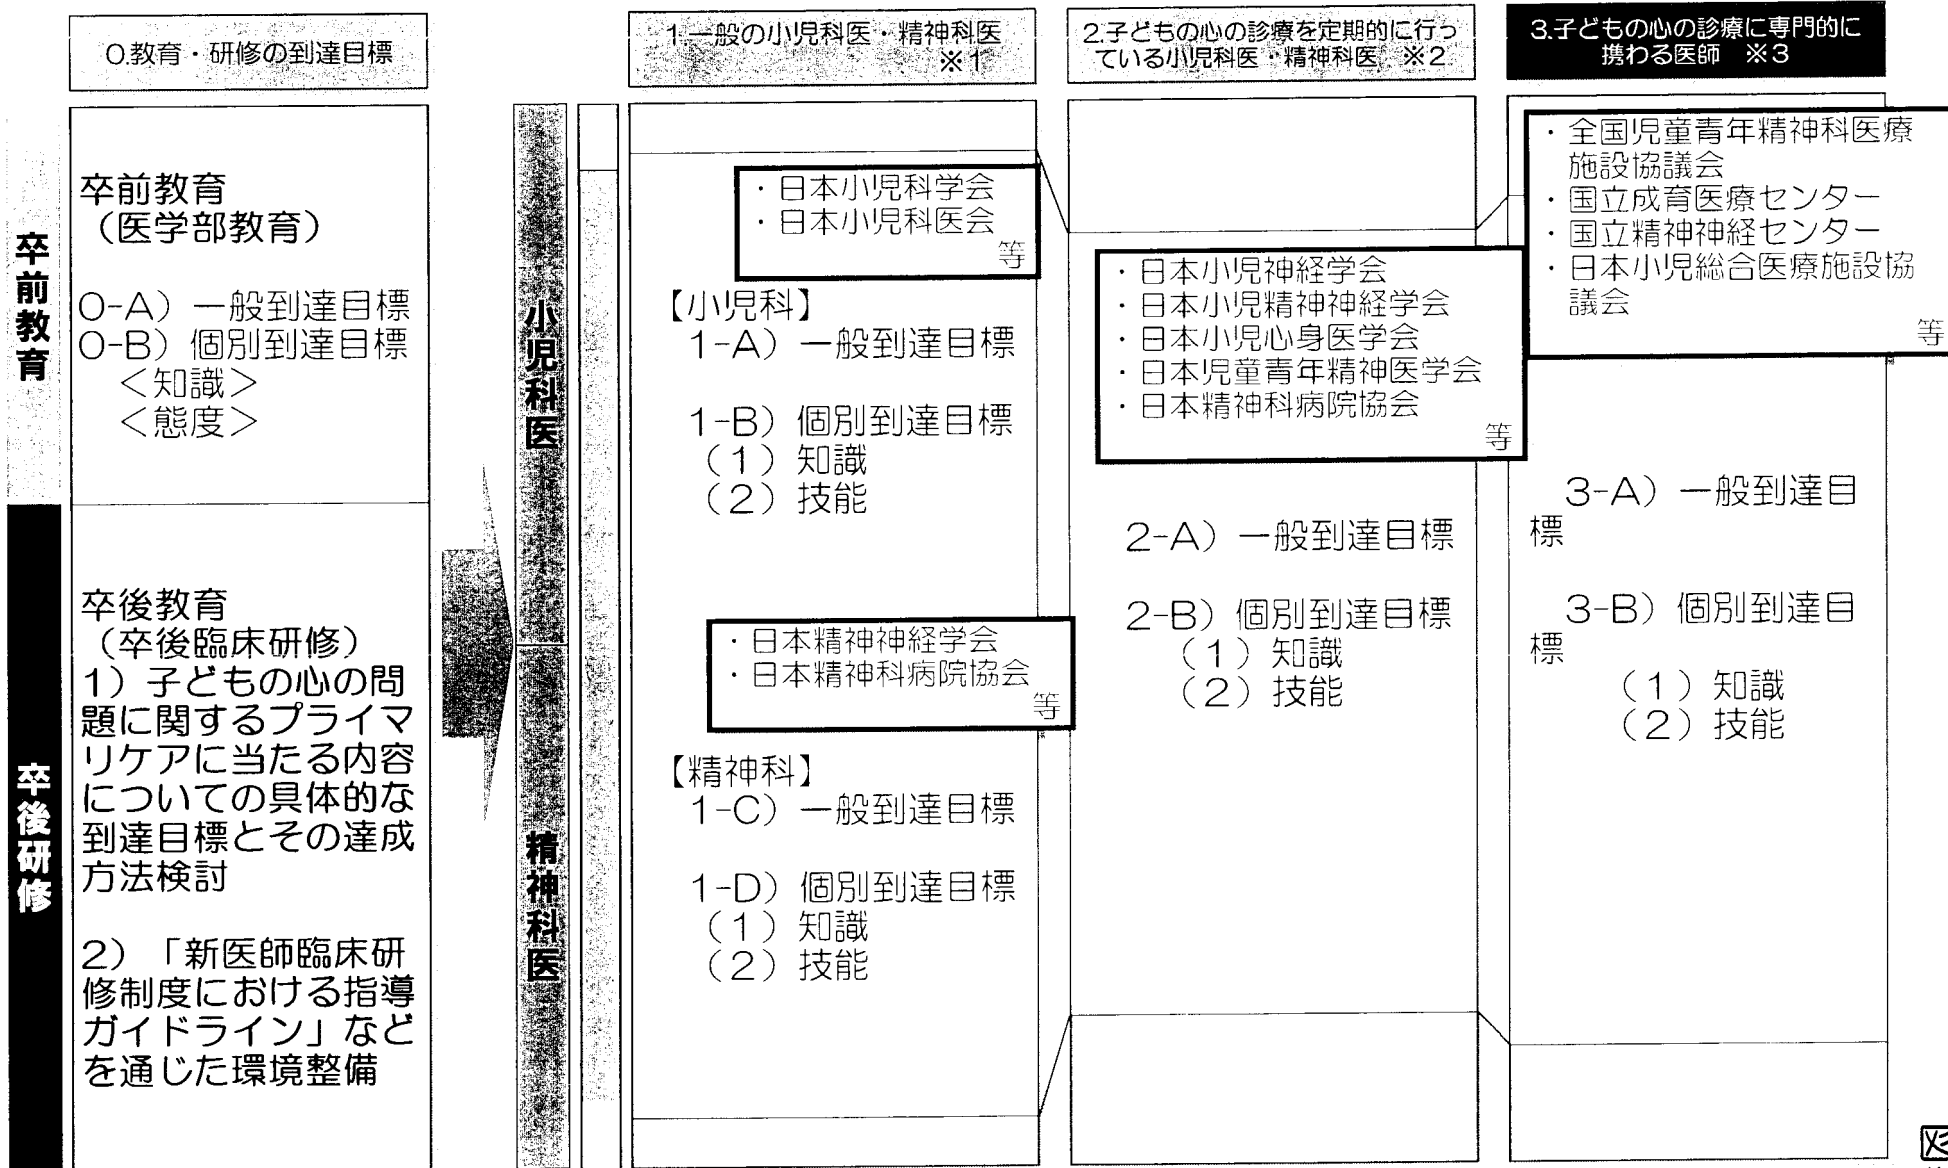 0.教育・研修の到達目標
1.一般の小児科医・精神科医
※1
2.子どもの心の診療を定期的に行っ
ている小児科医・精神科医 ※2
3.子どもの心の診療に専門的に
携わる医師 ※3
卒前教育
卒後研修
卒前教育
（医学部教育）
0-A）一般到達目標
0-B）個別到達目標
＜知識＞
＜態度＞
卒後教育
（卒後臨床研修）
1）子どもの心の問
題に関するプライマ
リケアに当たる内容
についての具体的な
到達目標とその達成
方法検討
2）「新医師臨床研
修制度における指導
ガイドライン」など
を通じた環境整備
小児科医
精神科医
・日本小児科学会
・日本小児科医会
等
【小児科】
1-A）一般到達目標
1-B）個別到達目標
（1）知識
（2）技能
・日本精神神経学会
・日本精神科病院協会
等
【精神科】
1-C）一般到達目標
1-D）個別到達目標
（1）知識
（2）技能
・日本小児神経学会
・日本小児精神神経学会
・日本小児心身医学会
・日本児童青年精神医学会
・日本精神科病院協会
等
2-A）一般到達目標
2-B）個別到達目標
（1）知識
（2）技能
・全国児童青年精神科医療
施設協議会
・国立成育医療センター
・国立精神神経センター
・日本小児総合医療施設協
議会
等
3-A）一般到達目
標
3-B）個別到達目
標
（1）知識
（2）技能